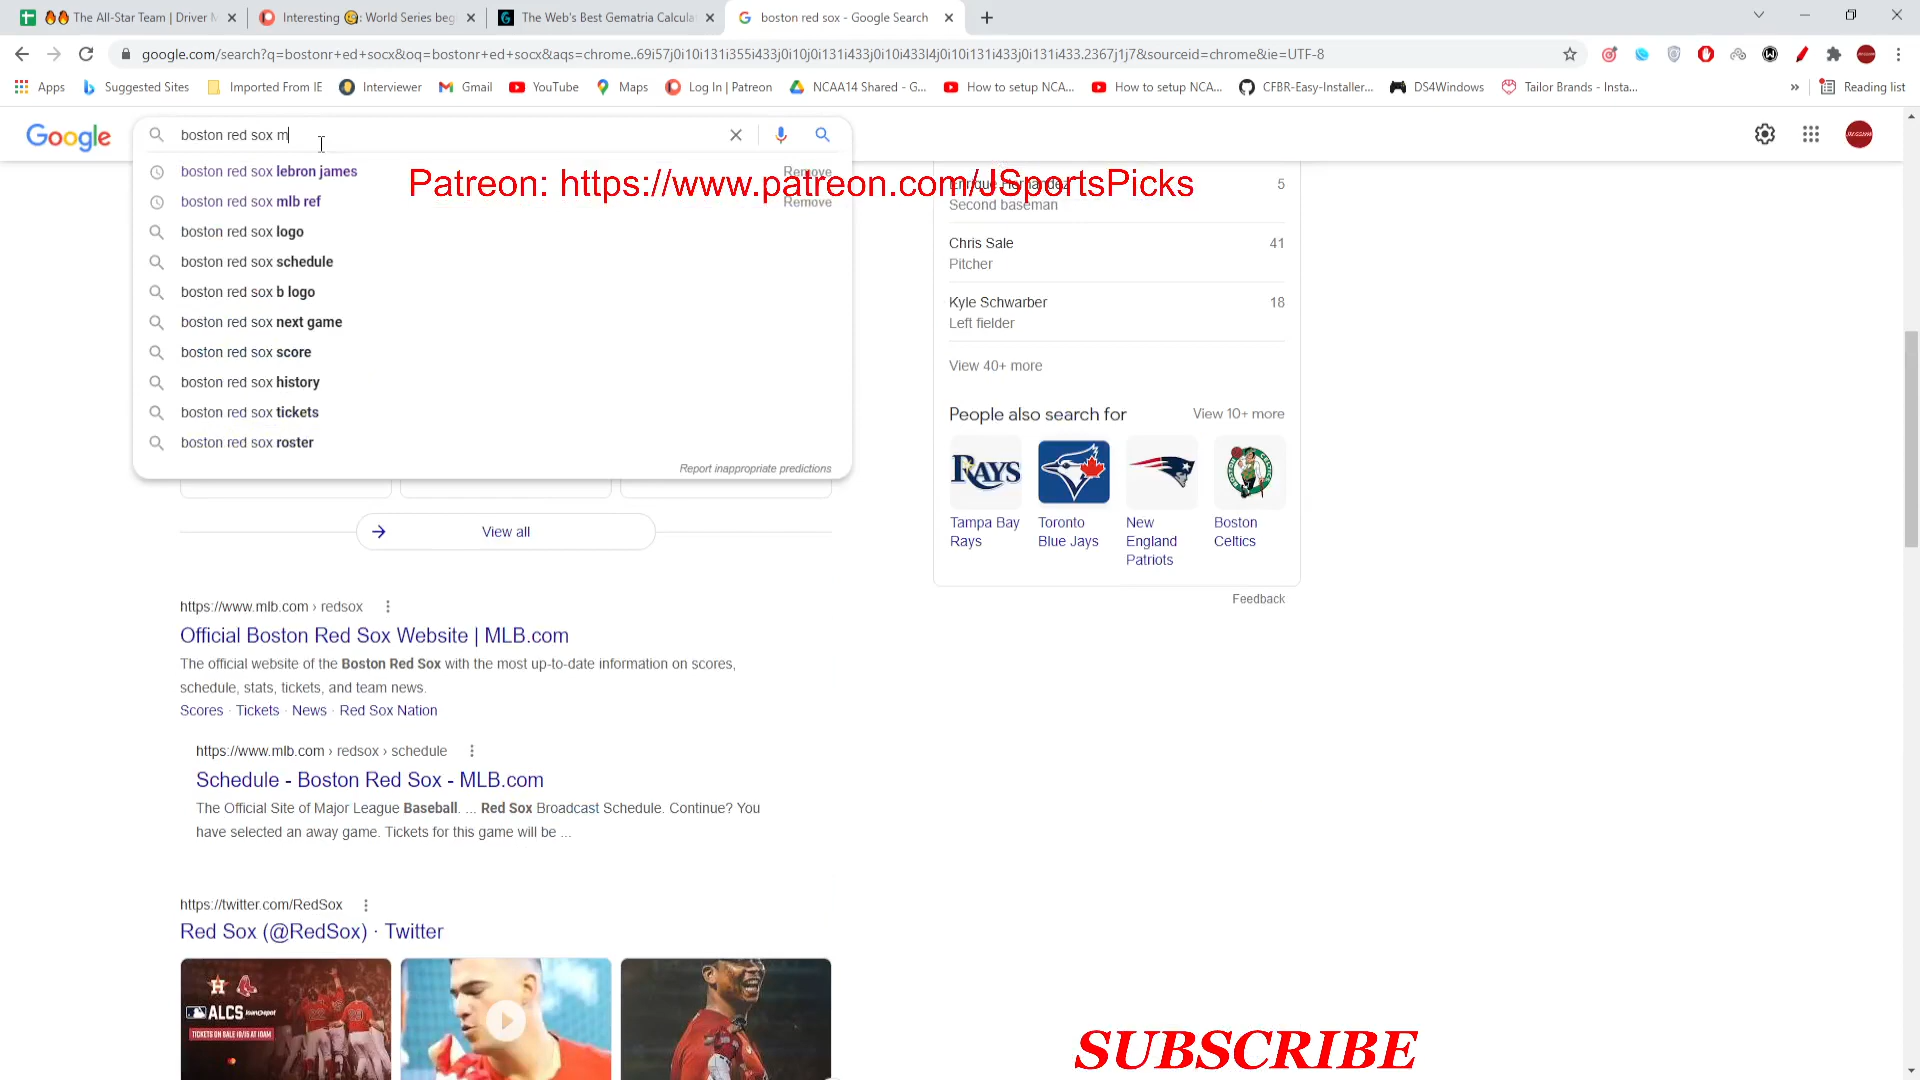 The All-Star Team | Driver M
Interesting 🧐: World Series beg
The Web's Best Gematria Calcula
boston red sox - Google Search
google.com/search?q=bostonr+ed+socx&oq=bostonr+ed+socx&aqs=chrome..69i57j0i10i131i355i433j0i10j0i131i433j0i10i433l4j0i10i131i433j0i131i433.2367j1j7&sourceid=chrome&ie=UTF-8
Apps
Suggested Sites
Imported From IE
Interviewer
Gmail
YouTube
Maps
Log In | Patreon
NCAA14 Shared - G...
How to setup NCA...
How to setup NCA...
CFBR-Easy-Installer...
DS4Windows
Tailor Brands - Insta...
»
Reading list
Google
boston red sox m
boston red sox lebron james
Remove
boston red sox mlb ref
Remove
boston red sox logo
boston red sox schedule
boston red sox b logo
boston red sox next game
boston red sox score
boston red sox history
boston red sox tickets
boston red sox roster
Report inappropriate predictions
Patreon: https://www.patreon.com/JSportsPicks
Enrique Hernández
5
Second baseman
Chris Sale
41
Pitcher
Kyle Schwarber
18
Left fielder
View 40+ more
People also search for
View 10+ more
RAYS
Tampa Bay
Rays
Toronto
Blue Jays
New
England
Patriots
Boston
Celtics
Feedback
View all
https://www.mlb.com › redsox
Official Boston Red Sox Website | MLB.com
The official website of the Boston Red Sox with the most up-to-date information on scores,
schedule, stats, tickets, and team news.
Scores · Tickets · News · Red Sox Nation
https://www.mlb.com › redsox › schedule
Schedule - Boston Red Sox - MLB.com
The Official Site of Major League Baseball. ... Red Sox Broadcast Schedule. Continue? You
have selected an away game. Tickets for this game will be ...
https://twitter.com/RedSox
Red Sox (@RedSox) · Twitter
H
ALCS
loanDepot
TICKETS ON SALE 10/15 AT 10AM
SUBSCRIBE